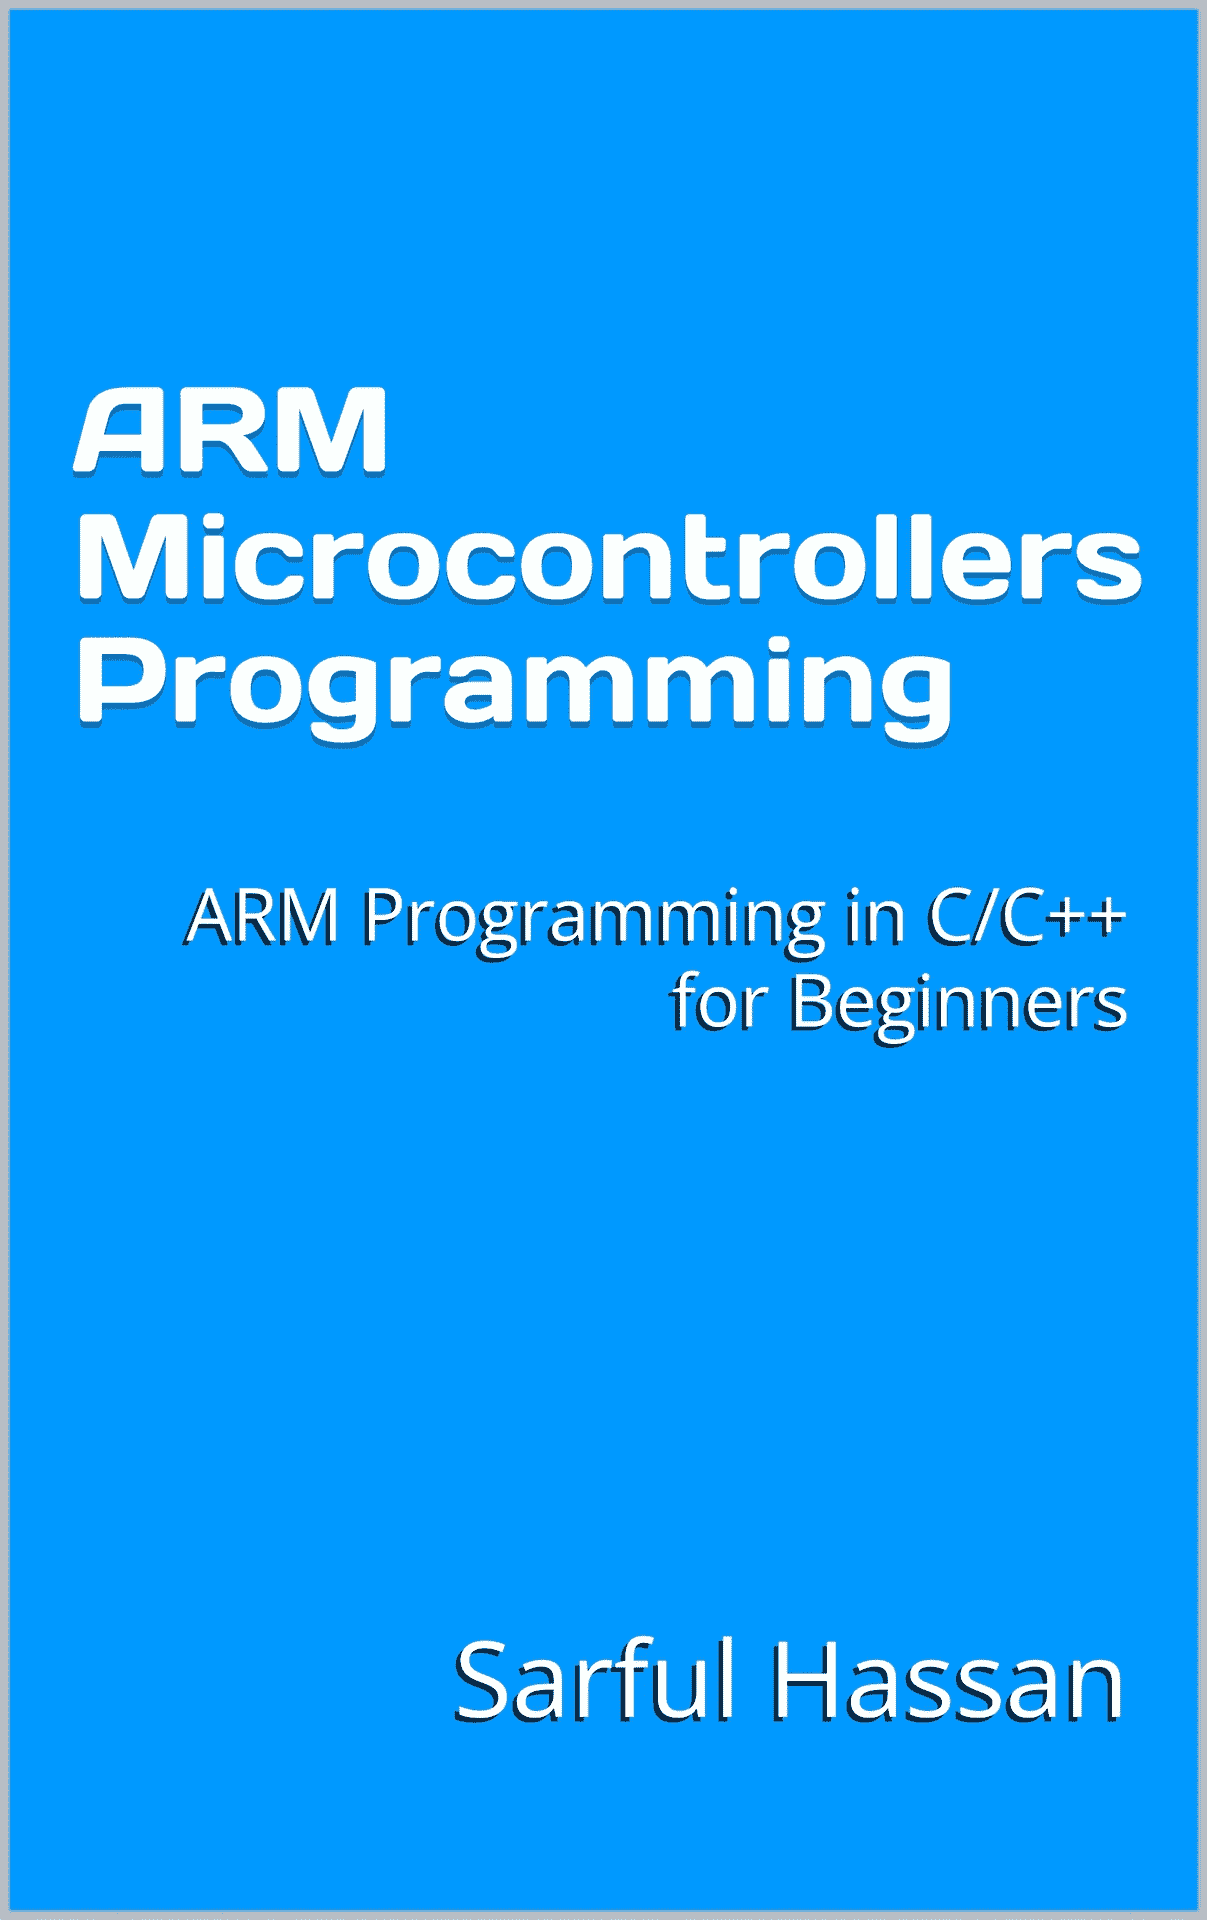 ARM
Microcontrollers
Programming
ARM Programming in C/C++
for Beginners
Sarful Hassan